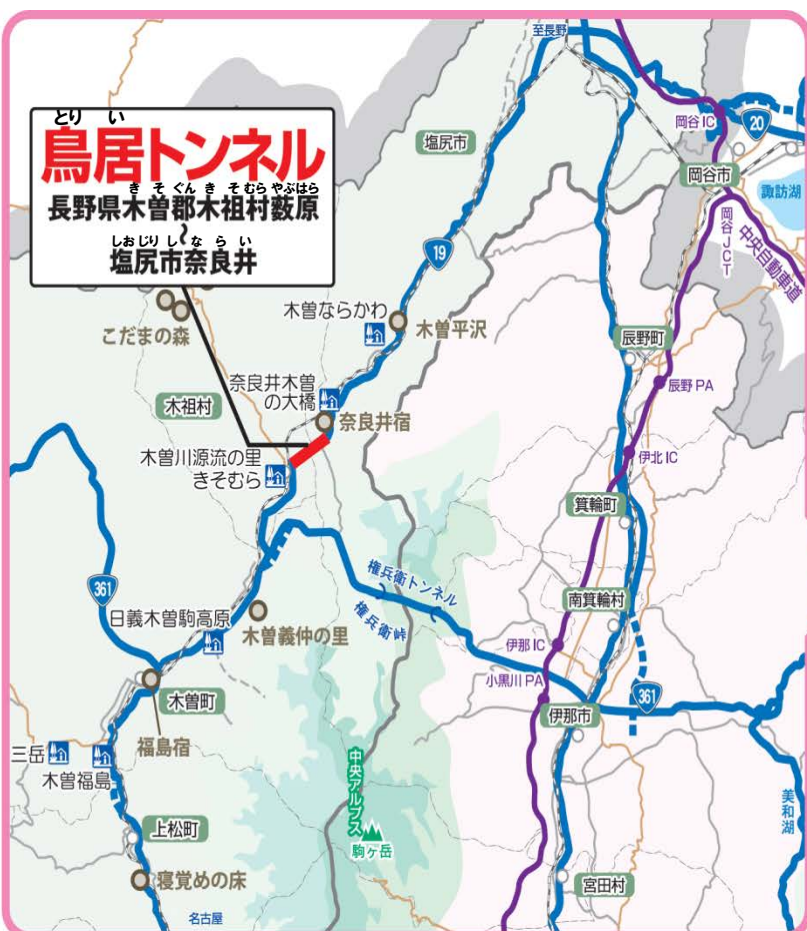 とり い
鳥居トンネル
き そ ぐん き そ むら やぶはら
長野県木曽郡木祖村薮原
~
しおじり し な ら い
塩尻市奈良井
至長野
塩尻市
岡谷IC
20
岡谷市
諏訪湖
岡谷JCT
中央自動車道
19
木曽ならかわ
木曽平沢
こだまの森
辰野町
辰野PA
奈良井木曽
の大橋
木祖村
奈良井宿
木曽川源流の里
きそむら
伊北IC
箕輪町
361
権兵衛トンネル
権兵衛峠
南箕輪村
日義木曽駒高原
木曽義仲の里
伊那IC
小黒川PA
361
木曽町
伊那市
福島宿
三岳
木曽福島
中央アルプス
駒ヶ岳
美和湖
上松町
寝覚めの床
宮田村
名古屋